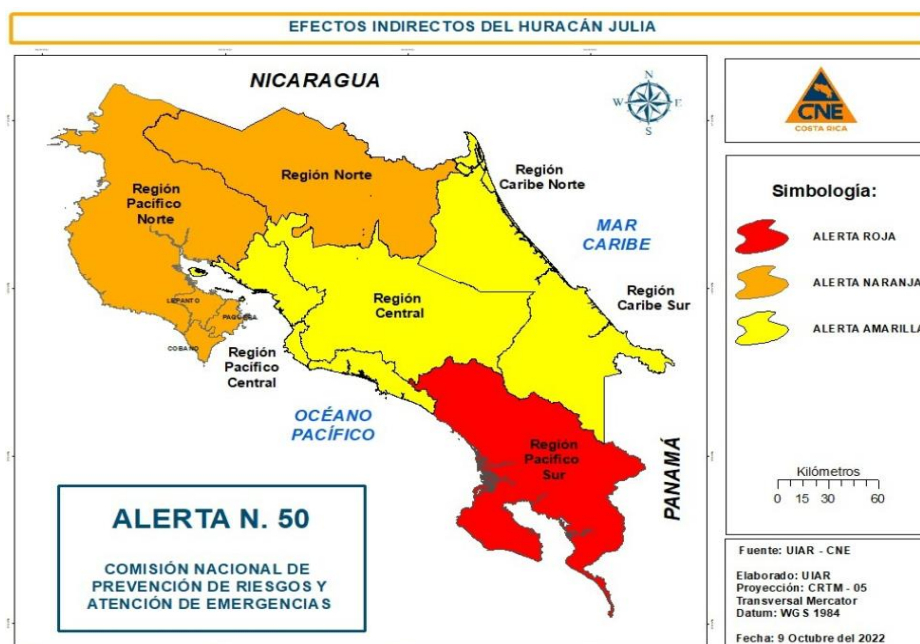 EFECTOS INDIRECTOS DEL HURACÁN JULIA
NICARAGUA
N
W E
S
Región
Pacífico
Norte
Región Norte
Región
Caribe Norte
MAR
CARIBE
Región
Central
Región
Caribe Sur
LEPANTO
PAQUERA
COBANO
Región
Pacífico
Central
OCÉANO
PACÍFICO
Región
Pacífico
Sur
PANAMÁ
ALERTA N. 50
COMISIÓN NACIONAL DE
PREVENCIÓN DE RIESGOS Y
ATENCIÓN DE EMERGENCIAS
CNE
COSTA RICA
Simbología:
ALERTA ROJA
ALERTA NARANJA
ALERTA AMARILLA
Kilómetros
0 15 30 60
Fuente: UIAR - CNE
Elaborado: UIAR
Proyección: CRTM - 05
Transversal Mercator
Datum: WGS 1984
Fecha: 9 Octubre del 2022